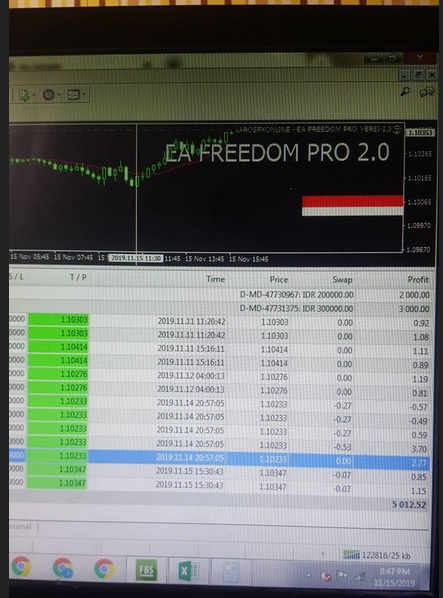 LAROSFXONLINE - EA FREEDOM PRO VERSI-2.0
1.10353
EA FREEDOM PRO 2.0
1.10255
1.10165
1.10065
1.09970
1.09870
15 Nov 05:45 15 Nov 07:45 2019.11.15 11:30 11:45 15 Nov 13:45 15 Nov 15:45
S / L T / P Time Price Swap Profit
D-MD-47730967: IDR 200000.00 2 000.00
D-MD-47731375: IDR 300000.00 3 000.00
0000 1.10303 2019.11.11 11:20:42 1.10303 0.00 0.92
0000 1.10303 2019.11.11 11:20:42 1.10303 0.00 1.08
0000 1.10414 2019.11.11 15:16:11 1.10414 0.00 1.11
0000 1.10414 2019.11.11 15:16:11 1.10414 0.00 0.89
0000 1.10276 2019.11.12 04:00:13 1.10276 0.00 1.19
0000 1.10276 2019.11.12 04:00:13 1.10276 0.00 0.81
0000 1.10233 2019.11.14 20:57:05 1.10233 -0.27 -0.57
0000 1.10233 2019.11.14 20:57:05 1.10233 -0.27 -0.49
0000 1.10233 2019.11.14 20:57:05 1.10233 -0.27 0.59
0000 1.10233 2019.11.14 20:57:05 1.10233 -0.53 3.70
0000 1.10233 2019.11.14 20:57:05 1.10233 0.00 2.77
0000 1.10347 2019.11.15 15:30:43 1.10347 -0.07 0.85
0000 1.10347 2019.11.15 15:30:43 1.10347 -0.07 1.15
5 012.52
Journal
122816/25 kb
FBS
8:47 PM
11/15/2019